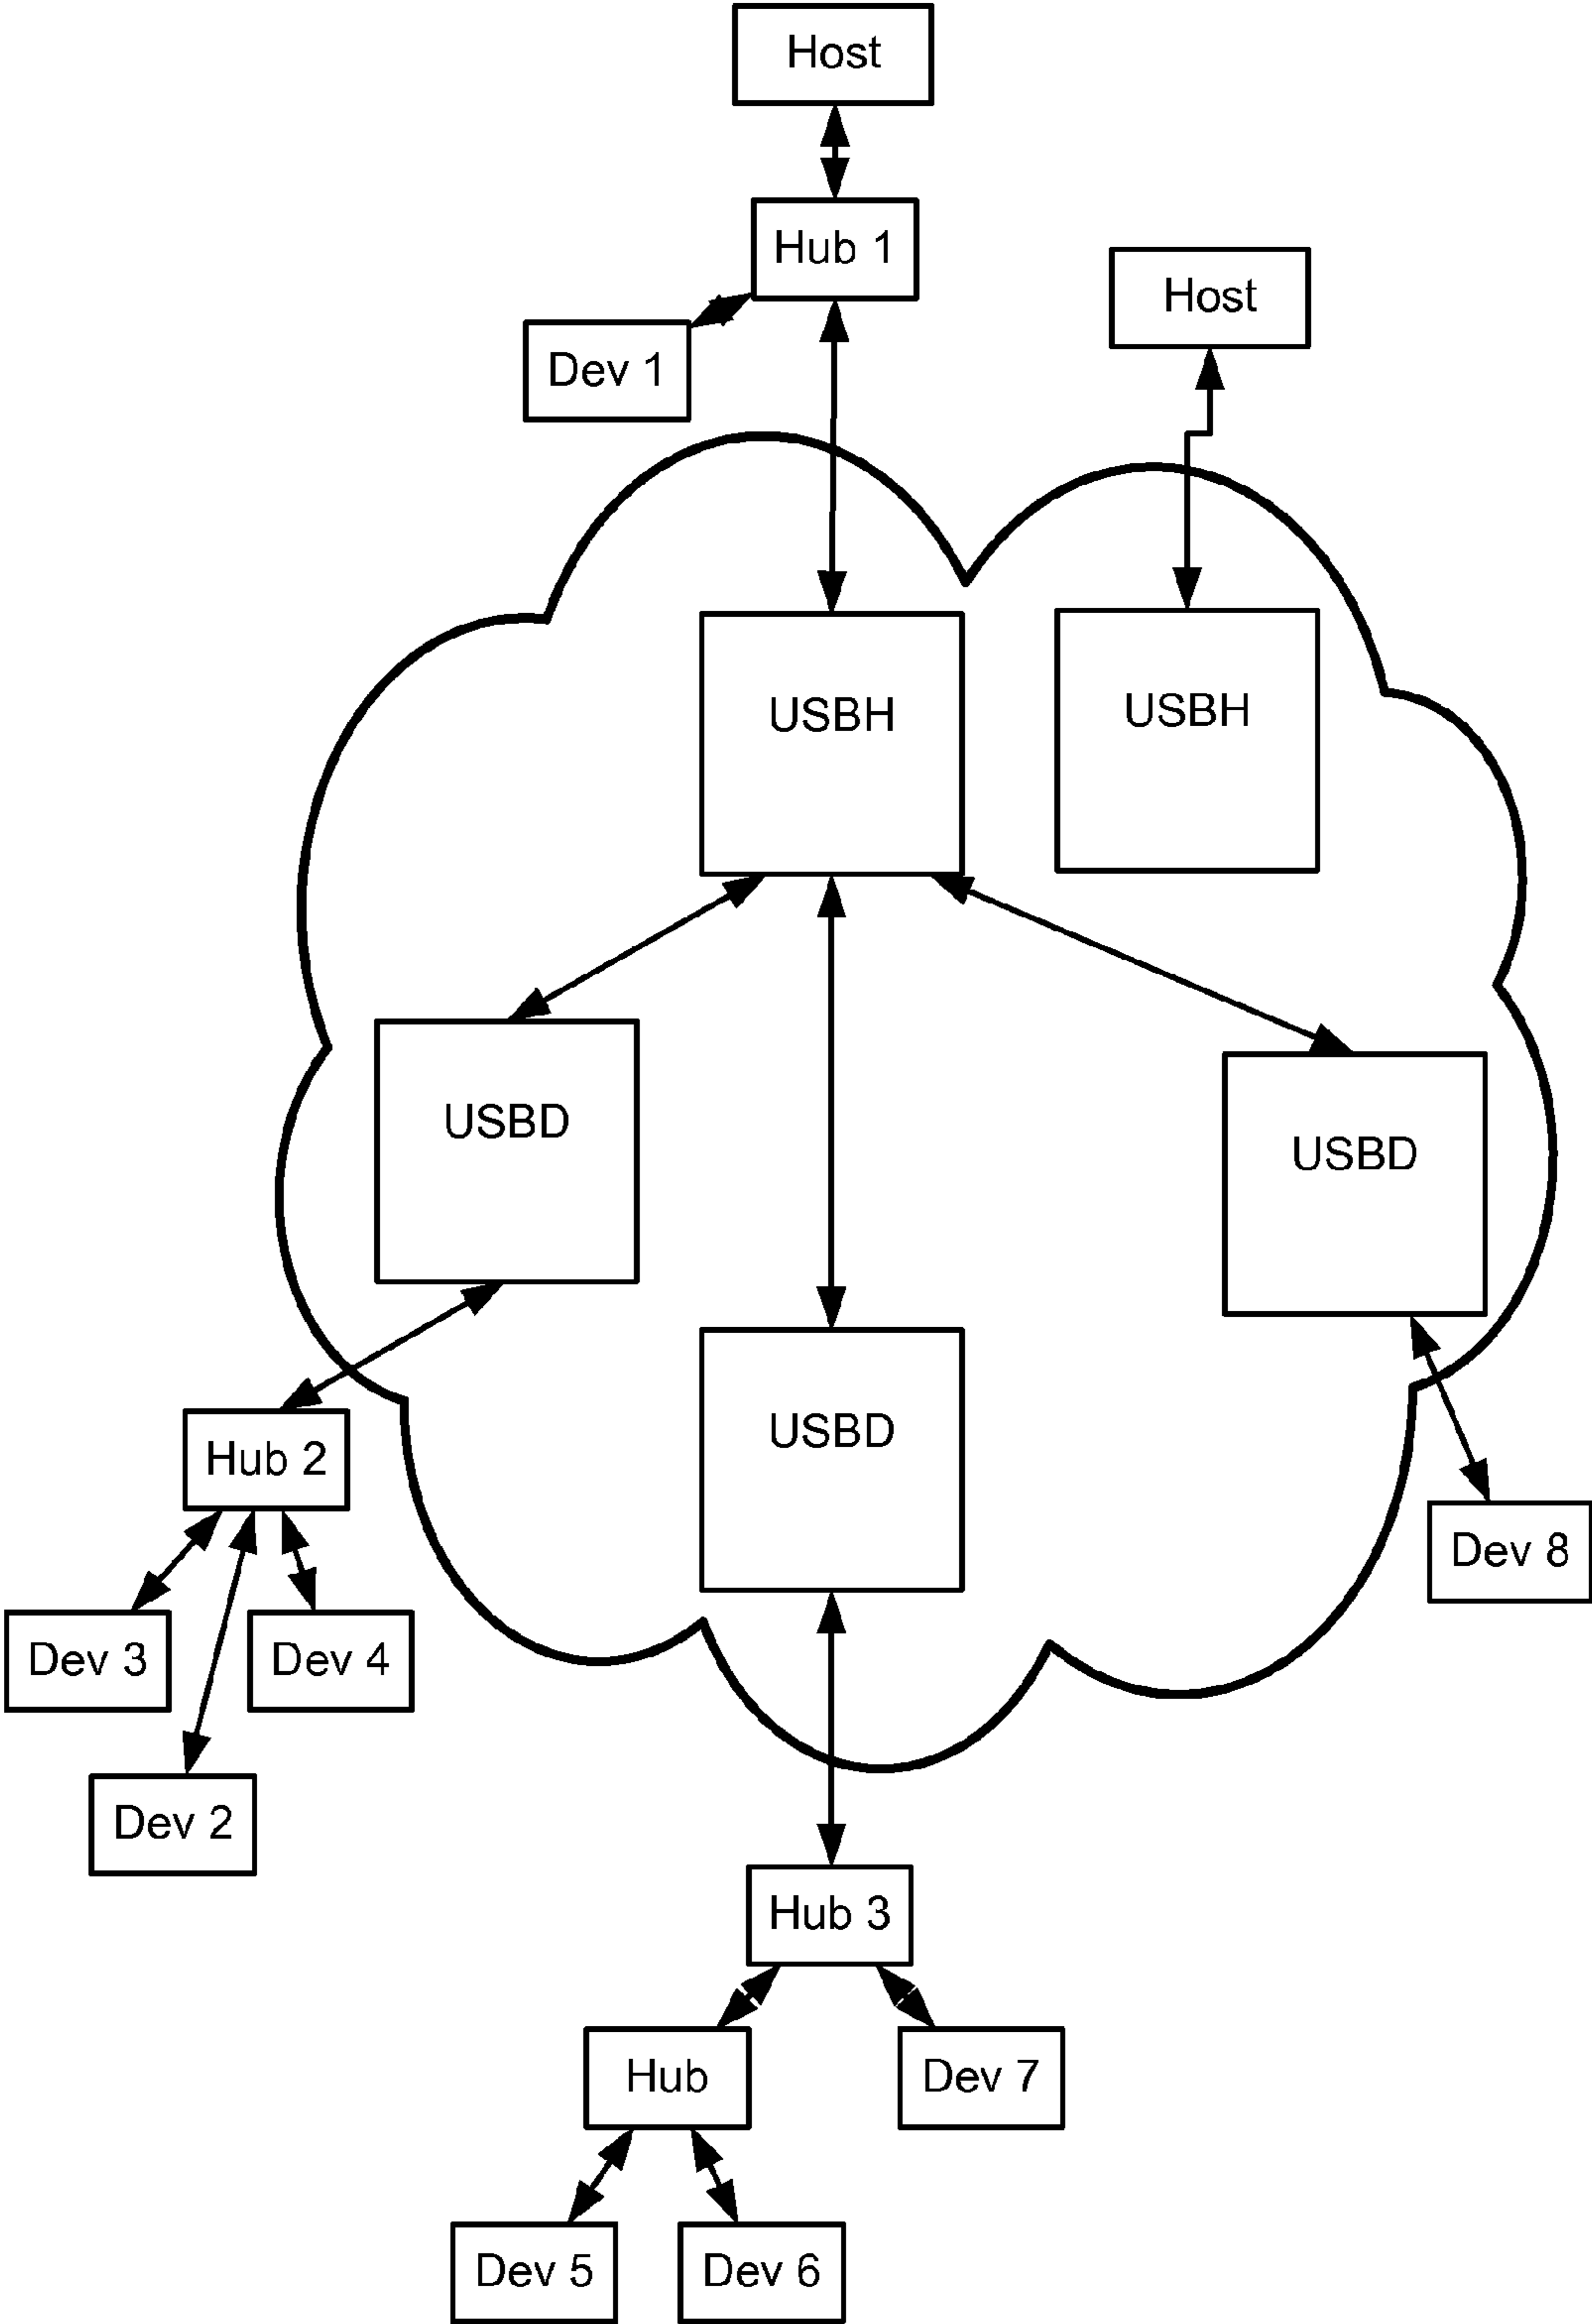 Host
Hub 1
Host
Dev 1
USBH
USBH
USBD
USBD
USBD
Hub 2
Dev 8
Dev 3
Dev 4
Dev 2
Hub 3
Hub
Dev 7
Dev 5
Dev 6